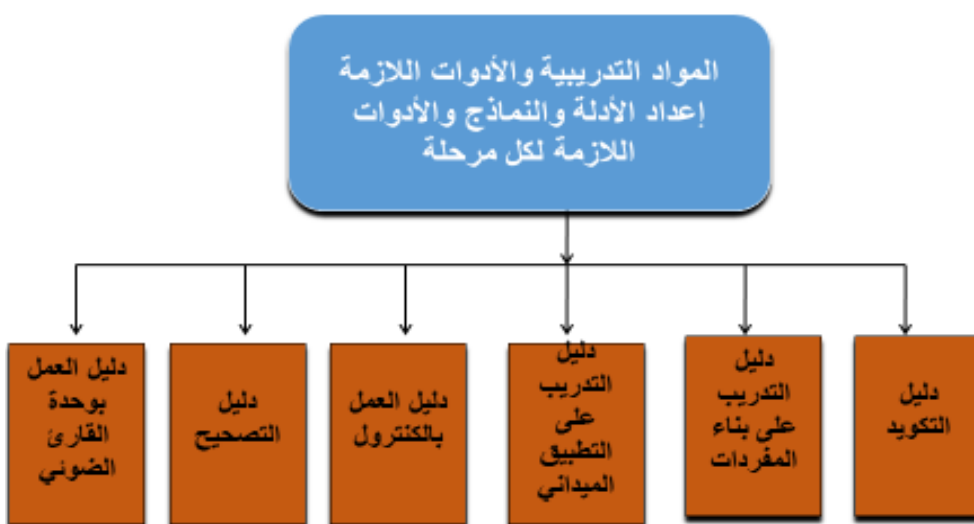 المواد التدريبية والأدوات اللازمة
إعداد الأدلة والنماذج والأدوات
اللازمة لكل مرحلة
دليل
التكويد
دليل
التدريب
على بناء
المفردات
دليل
التدريب
على
التطبيق
الميداني
دليل العمل
بالكنترول
دليل
التصحيح
دليل العمل
بوحدة
القارئ
الضوئي